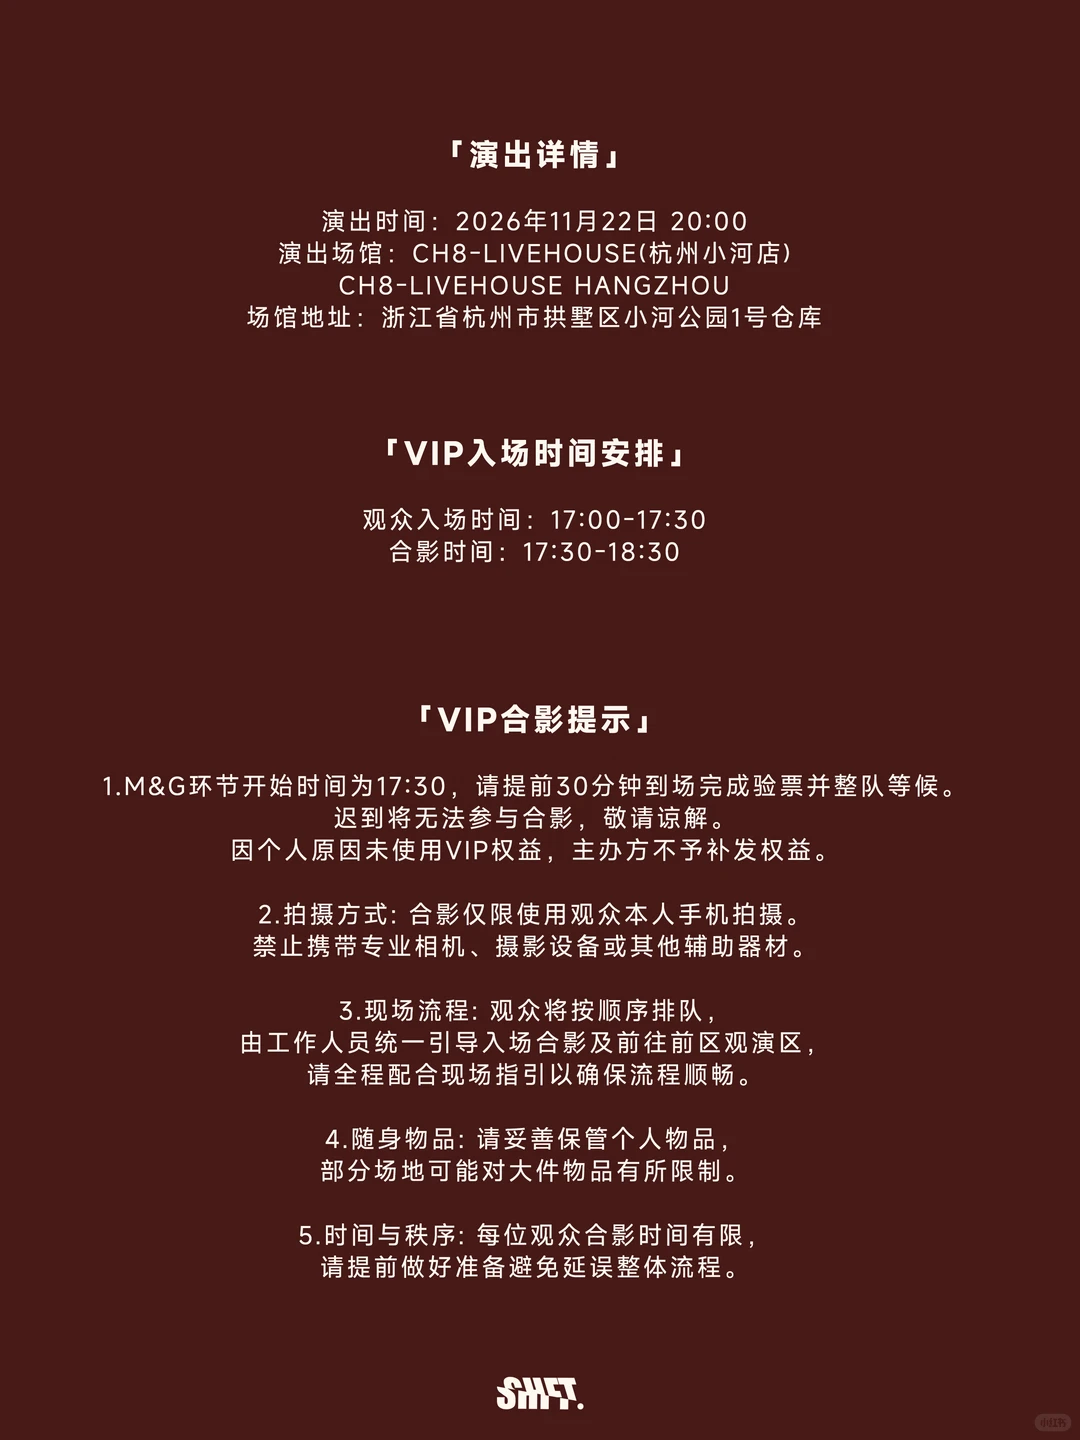 「演出详情」
演出时间：2026年11月22日 20:00
演出场馆：CH8-LIVEHOUSE(杭州小河店)
CH8-LIVEHOUSE HANGZHOU
场馆地址：浙江省杭州市拱墅区小河公园1号仓库
「VIP入场时间安排」
观众入场时间：17:00-17:30
合影时间：17:30-18:30
「VIP合影提示」
1.M&G环节开始时间为17:30，请提前30分钟到场完成验票并整队等候。
迟到将无法参与合影，敬请谅解。
因个人原因未使用VIP权益，主办方不予补发权益。
2.拍摄方式: 合影仅限使用观众本人手机拍摄。
禁止携带专业相机、摄影设备或其他辅助器材。
3.现场流程: 观众将按顺序排队，
由工作人员统一引导入场合影及前往前区观演区，
请全程配合现场指引以确保流程顺畅。
4.随身物品: 请妥善保管个人物品，
部分场地可能对大件物品有所限制。
5.时间与秩序: 每位观众合影时间有限，
请提前做好准备避免延误整体流程。
SHFT.
小红书